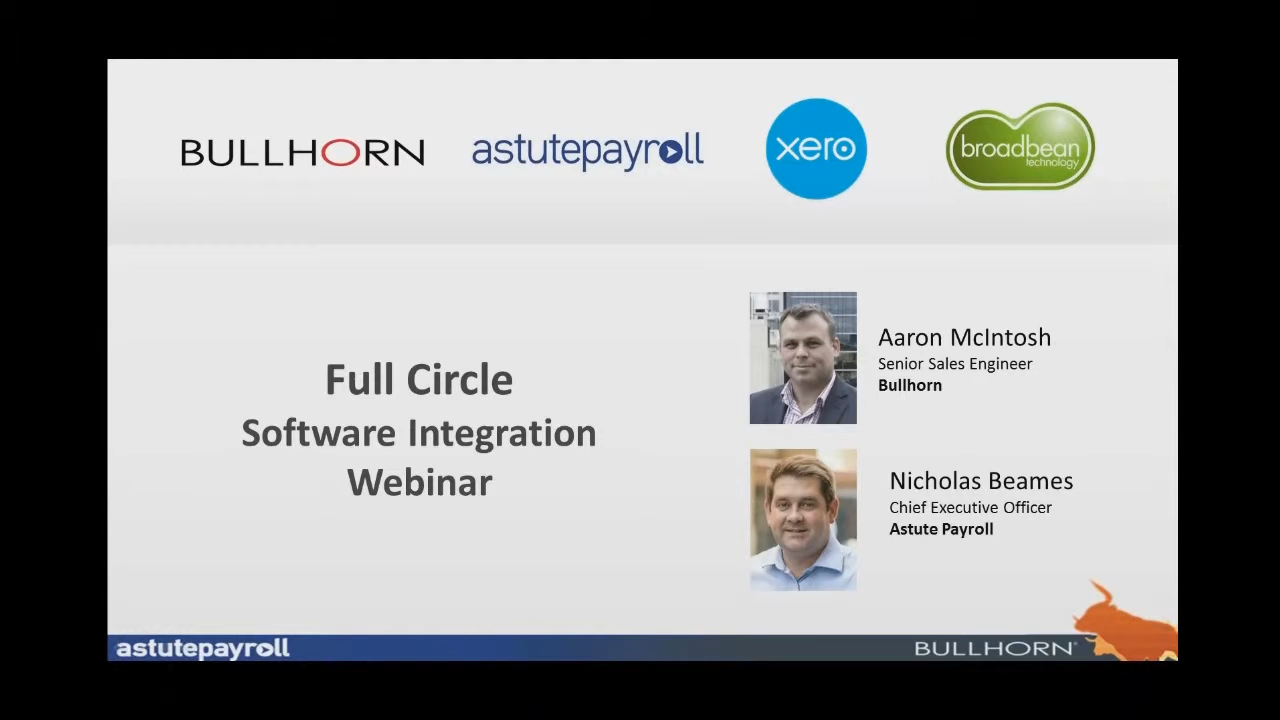 BULLHORN
astutepayroll
xero
broadbean
technology
Full Circle
Software Integration
Webinar
Aaron McIntosh
Senior Sales Engineer
Bullhorn
Nicholas Beames
Chief Executive Officer
Astute Payroll
astutepayroll
BULLHORN®